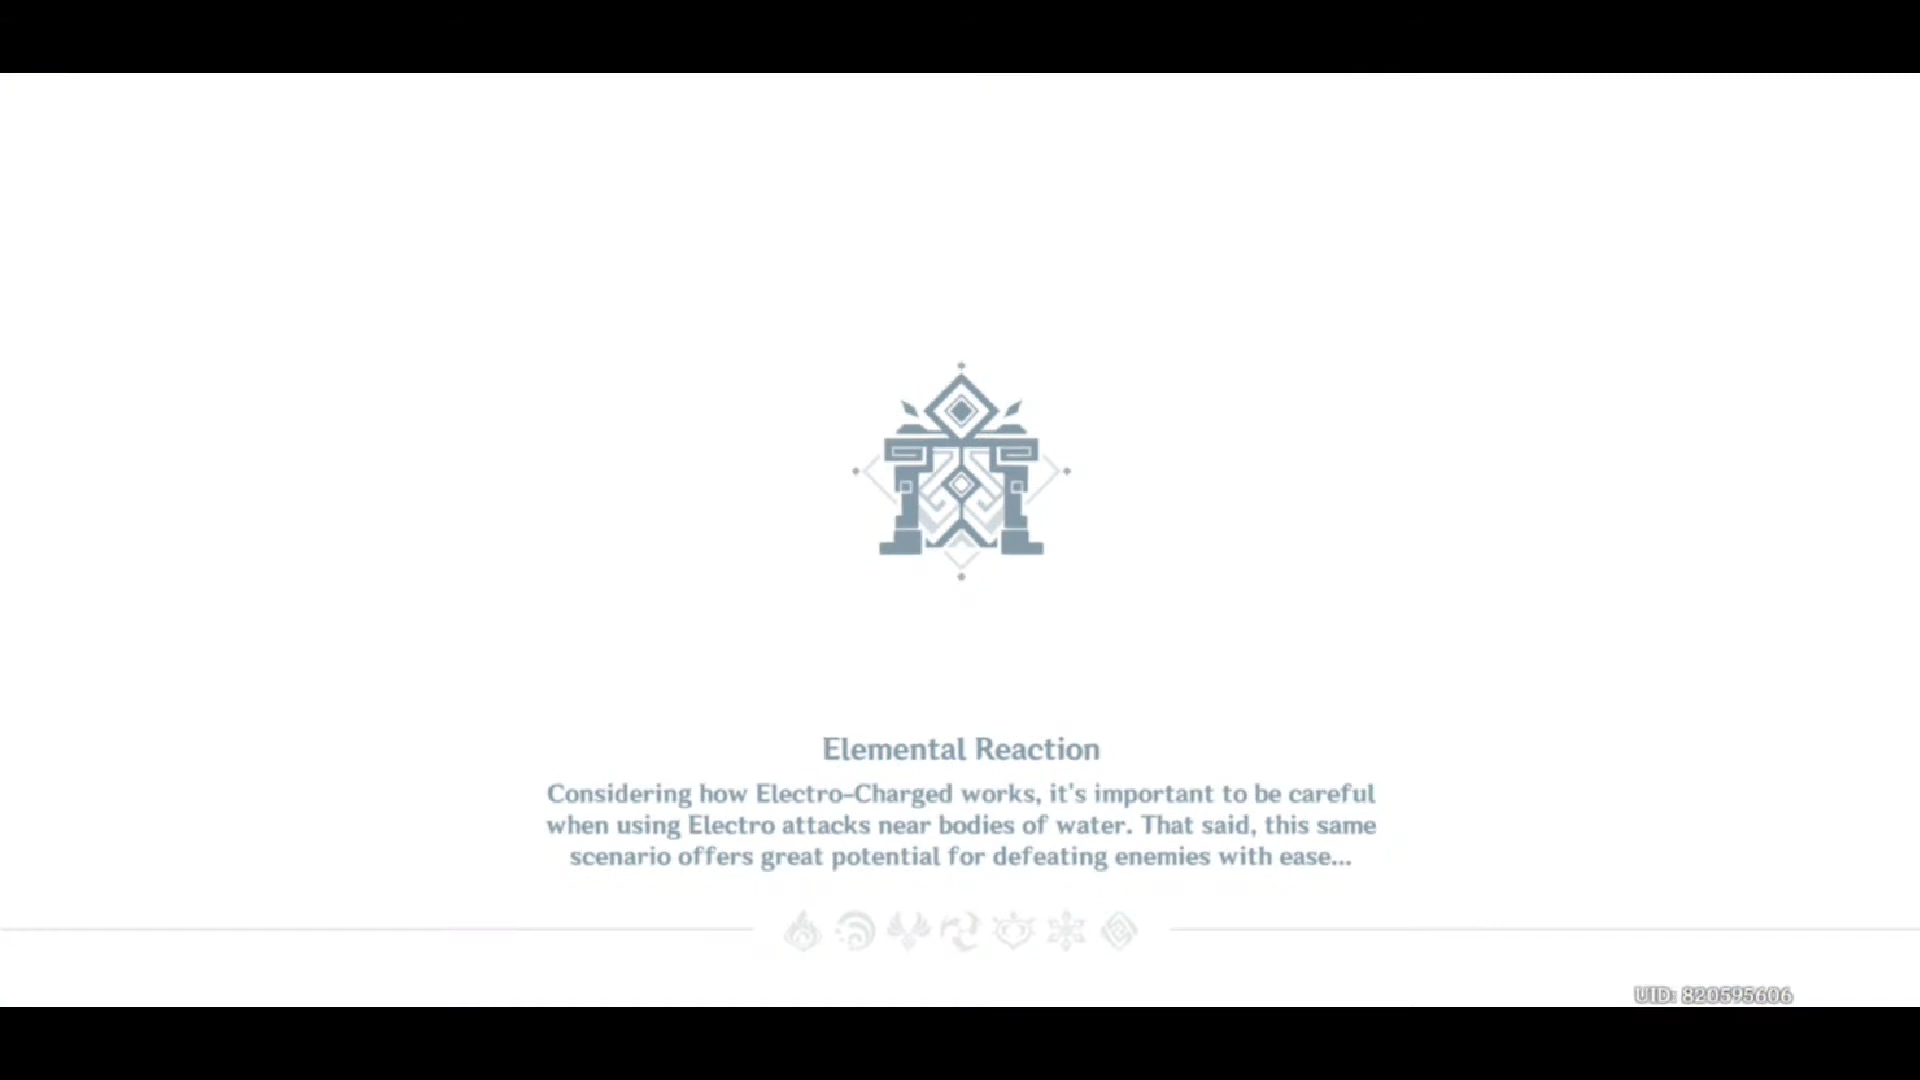 Elemental Reaction
Considering how Electro-Charged works, it's important to be careful
when using Electro attacks near bodies of water. That said, this same
scenario offers great potential for defeating enemies with ease...
UID: 820595606